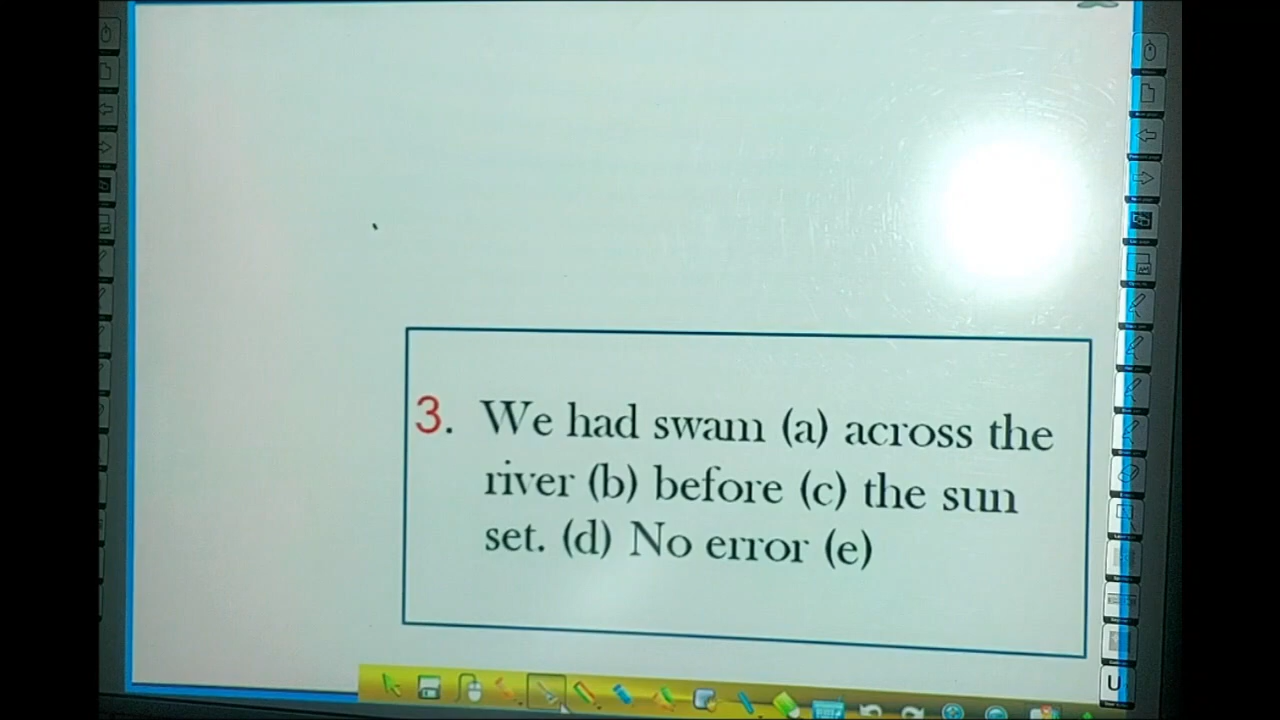 3. We had swam (a) across the
river (b) before (c) the sun
set. (d) No error (e)
U